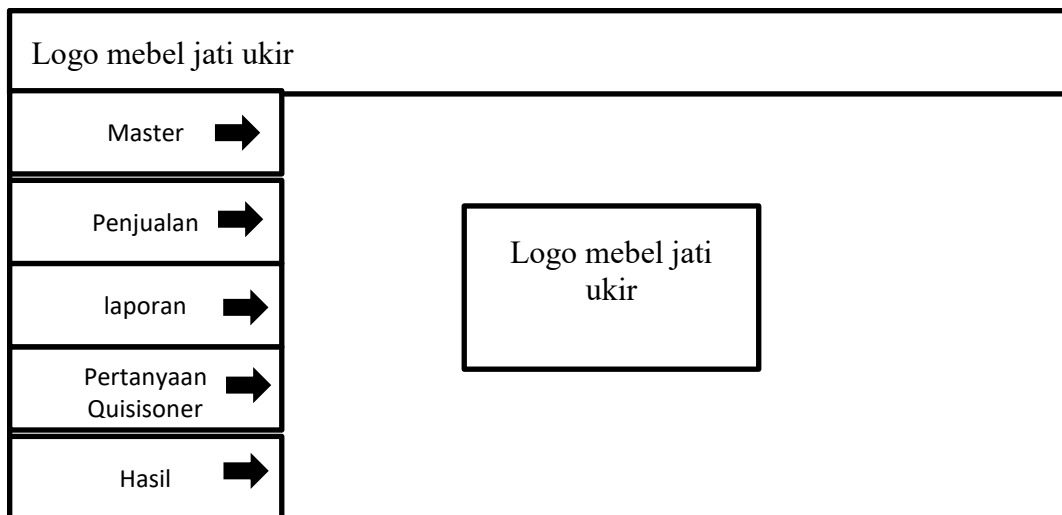 Logo mebel jati ukir
Master
Penjualan
laporan
Pertanyaan
Quisisoner
Hasil
Logo mebel jati
ukir